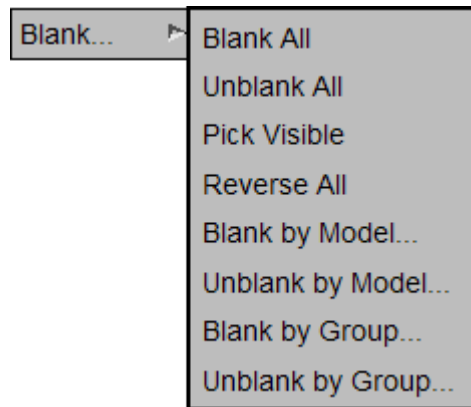 Blank...
Blank All
Unblank All
Pick Visible
Reverse All
Blank by Model...
Unblank by Model...
Blank by Group...
Unblank by Group...